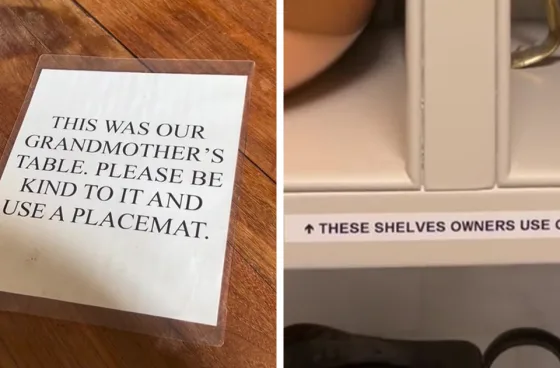 THIS WAS OUR
GRANDMOTHER'S
TABLE. PLEASE BE
KIND TO IT AND
USE A PLACEMAT.
↑ THESE SHELVES OWNERS USE